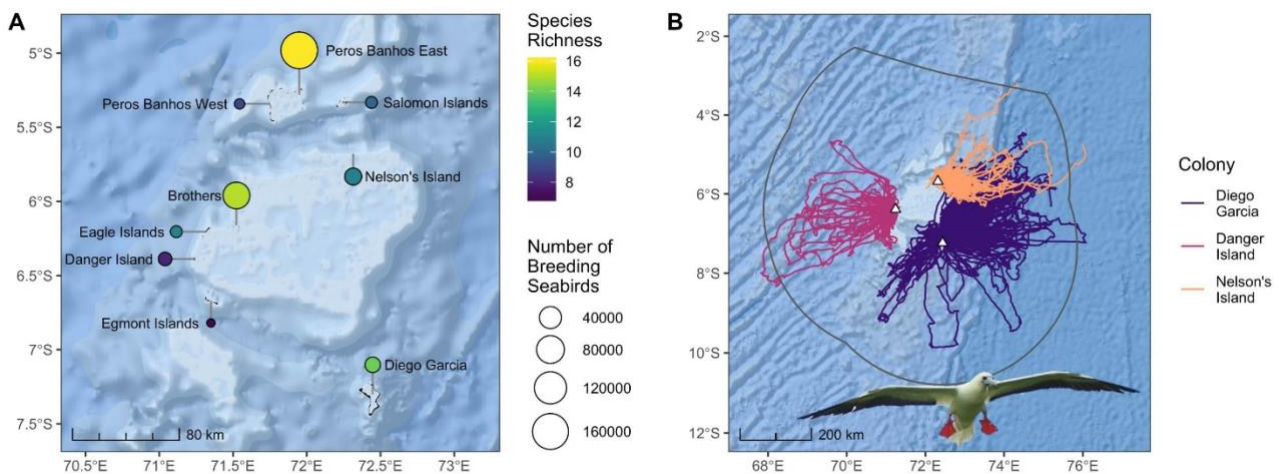 A
5°S
5.5°S
6°S
6.5°S
7°S
7.5°S
Peros Banhos East
Peros Banhos West
Salomon Islands
Nelson's Island
Brothers
Eagle Islands
Danger Island
Egmont Islands
Diego Garcia
80 km
70.5°E
71°E
71.5°E
72°E
72.5°E
73°E
Species
Richness
16
14
12
10
8
Number of
Breeding
Seabirds
40000
80000
120000
160000
B
2°S
4°S
6°S
8°S
10°S
12°S
200 km
68°E
70°E
72°E
74°E
76°E
Colony
Diego
Garcia
Danger
Island
Nelson's
Island